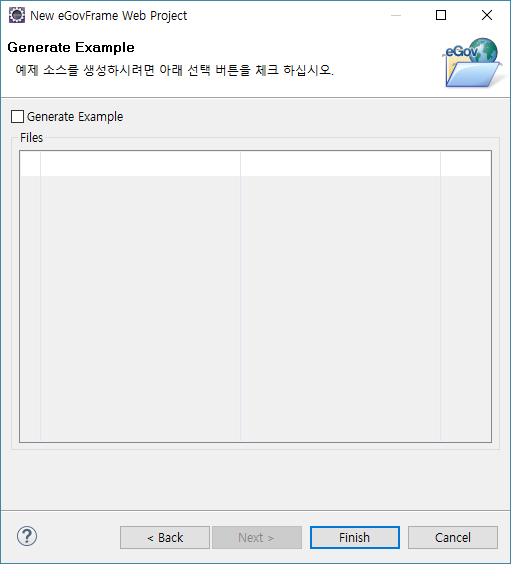 New eGovFrame Web Project
Generate Example
예제 소스를 생성하시려면 아래 선택 버튼을 체크 하십시오.
eGov
Generate Example
Files
?
< Back
Next >
Finish
Cancel